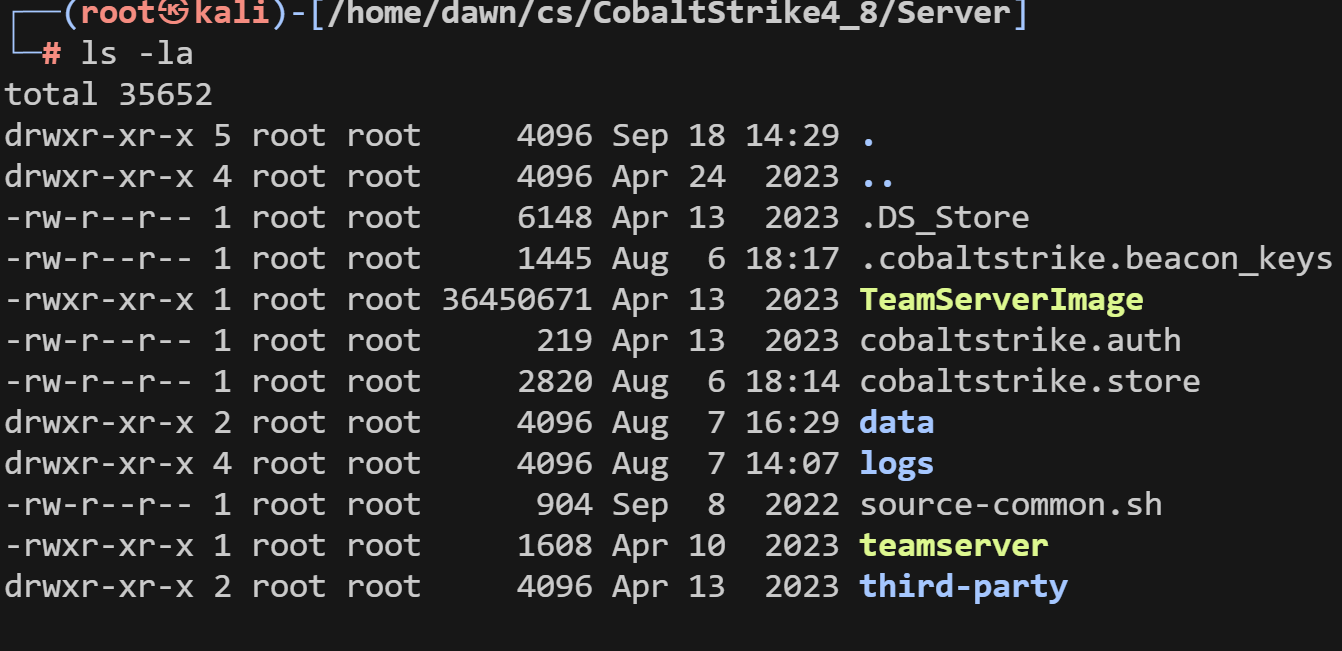 ┌──(root㉿kali)-[/home/dawn/cs/CobaltStrike4_8/Server]
└─# ls -la
total 35652
drwxr-xr-x 5 root root     4096 Sep 18 14:29 .
drwxr-xr-x 4 root root     4096 Apr 24  2023 ..
-rw-r--r-- 1 root root     6148 Apr 13  2023 .DS_Store
-rw-r--r-- 1 root root     1445 Aug  6 18:17 .cobaltstrike.beacon_keys
-rwxr-xr-x 1 root root 36450671 Apr 13  2023 TeamServerImage
-rw-r--r-- 1 root root      219 Apr 13  2023 cobaltstrike.auth
-rw-r--r-- 1 root root     2820 Aug  6 18:14 cobaltstrike.store
drwxr-xr-x 2 root root     4096 Aug  7 16:29 data
drwxr-xr-x 4 root root     4096 Aug  7 14:07 logs
-rw-r--r-- 1 root root      904 Sep  8  2022 source-common.sh
-rwxr-xr-x 1 root root     1608 Apr 10  2023 teamserver
drwxr-xr-x 2 root root     4096 Apr 13  2023 third-party